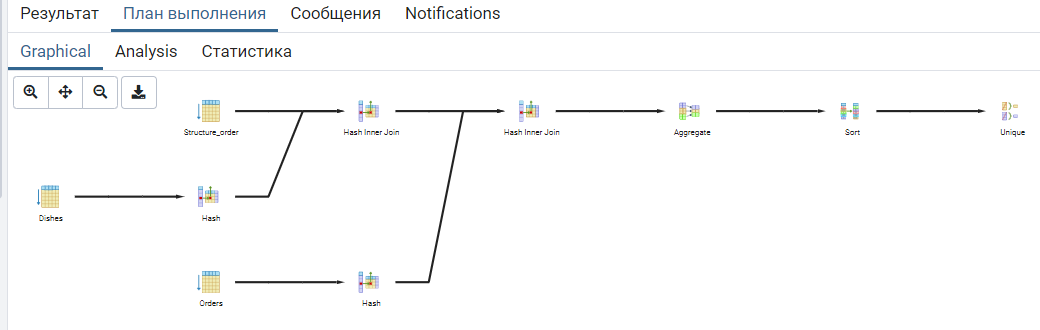 Результат План выполнения Сообщения Notifications
Graphical Analysis Статистика
Structure_order Hash Inner Join Hash Inner Join Aggregate Sort Unique
Dishes Hash
Orders Hash